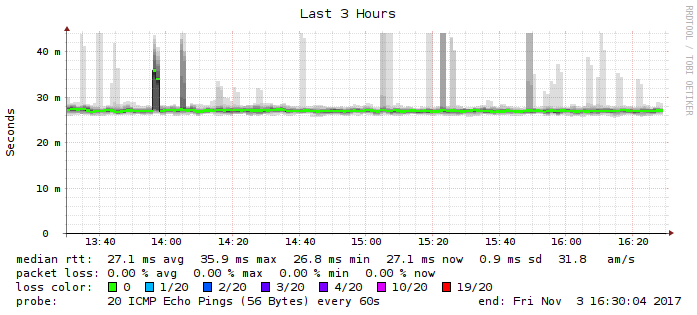 Last 3 Hours
RRDTOOL / TOBI OETIKER
Seconds
40 m
30 m
20 m
10 m
0
13:40 14:00 14:20 14:40 15:00 15:20 15:40 16:00 16:20
median rtt: 27.1 ms avg 35.9 ms max 26.8 ms min 27.1 ms now 0.9 ms sd 31.8 am/s
packet loss: 0.00 % avg 0.00 % max 0.00 % min 0.00 % now
loss color: 0 1/20 2/20 3/20 4/20 10/20 19/20
probe: 20 ICMP Echo Pings (56 Bytes) every 60s end: Fri Nov 3 16:30:04 2017